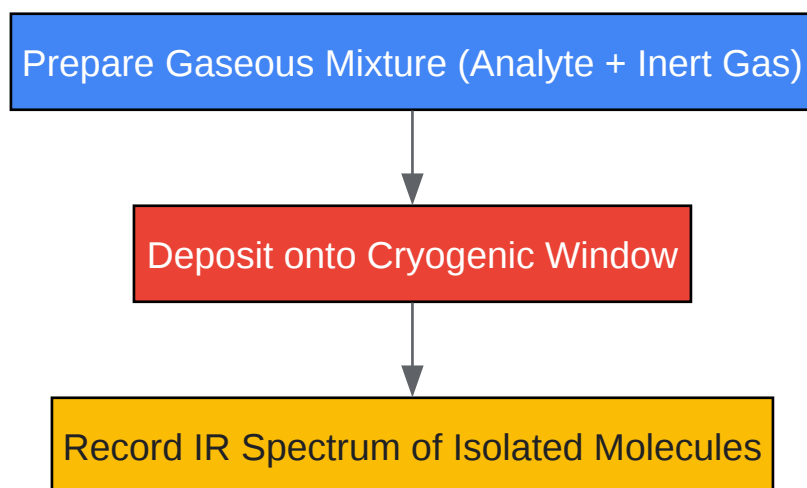 Prepare Gaseous Mixture (Analyte + Inert Gas)
Deposit onto Cryogenic Window
Record IR Spectrum of Isolated Molecules